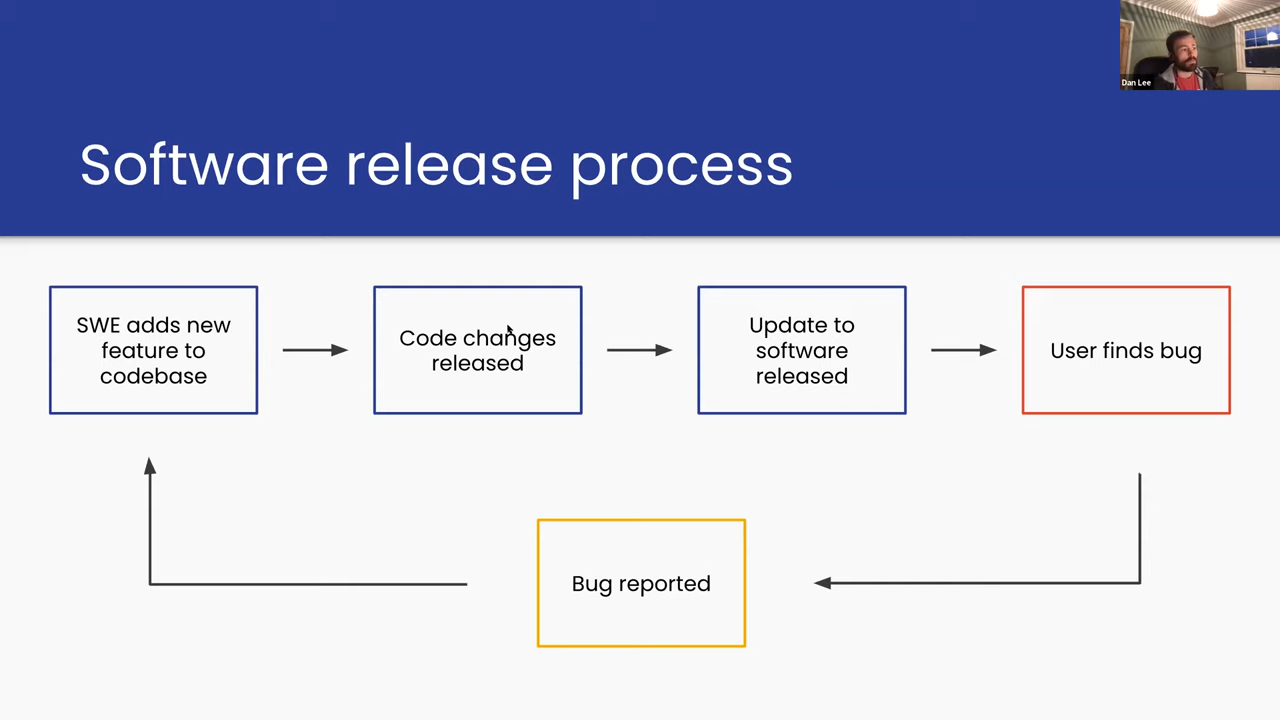 Dan Lee
Software release process
SWE adds new
feature to
codebase
Code changes
released
Update to
software
released
User finds bug
Bug reported